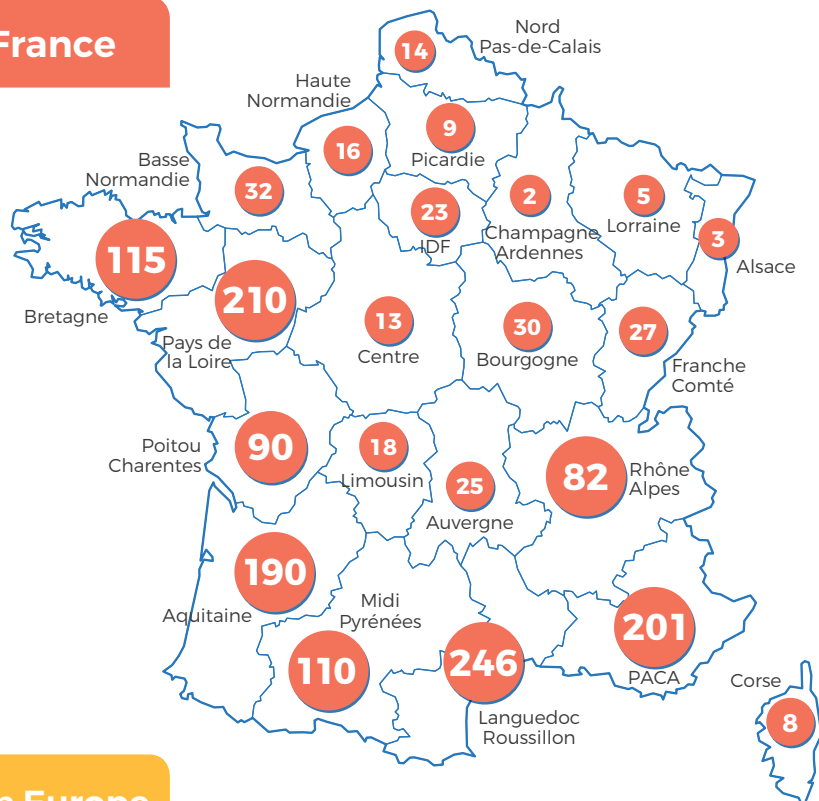 France
Nord
Pas-de-Calais
14
Haute
Normandie
9
Picardie
16
Basse
Normandie
32
23
IDF
2
Champagne
Ardennes
5
Lorraine
3
Alsace
115
Bretagne
210
Pays de
la Loire
13
Centre
30
Bourgogne
27
Franche
Comté
Poitou
Charentes
90
18
Limousin
25
Auvergne
82
Rhône
Alpes
190
Aquitaine
Midi
Pyrénées
110
246
Languedoc
Roussillon
201
PACA
Corse
8
Europe